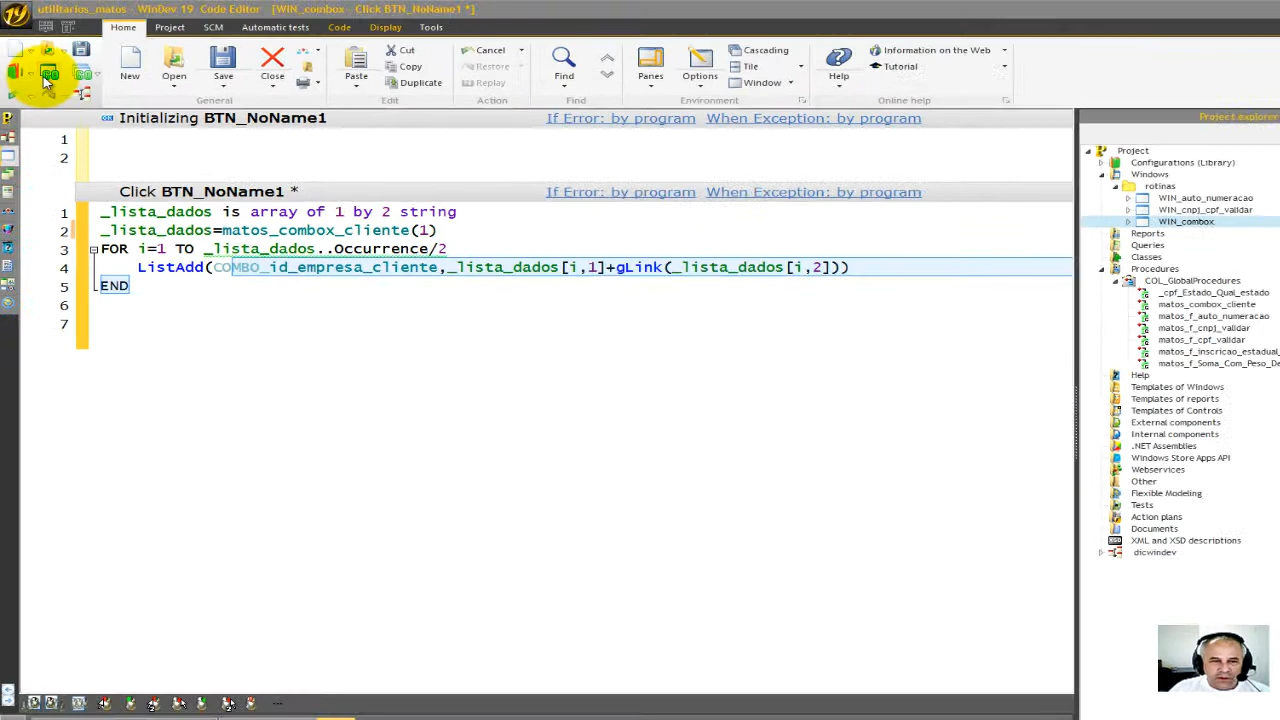 utilitarios_matos - WinDev 19 Code Editor [WIN_combox - Click BTN_NoName1 *]
Home Project SCM Automatic tests Code Display Tools
New Open Save Close Paste Cut Copy Duplicate Cancel Restore Replay Find Panes Options Cascading Tile Window Help Information on the Web Tutorial
General Edit Action Find Environment Online help
Initializing BTN_NoName1 If Error: by program When Exception: by program
1
2
Click BTN_NoName1 * If Error: by program When Exception: by program
1 _lista_dados is array of 1 by 2 string
2 _lista_dados=matos_combox_cliente(1)
3 FOR i=1 TO _lista_dados..Occurrence/2
4 ListAdd(COMBO_id_empresa_cliente,_lista_dados[i,1]+gLink(_lista_dados[i,2]))
5 END
6
7
Project explorer
Project
Configurations (Library)
Windows
rotinas
WIN_auto_numeracao
WIN_cnpj_cpf_validar
WIN_combox
Reports
Queries
Classes
Procedures
COL_GlobalProcedures
_cpf_Estado_Qual_estado
matos_combox_cliente
matos_f_auto_numeracao
matos_f_cnpj_validar
matos_f_cpf_validar
matos_f_inscricao_estadual_
matos_f_Soma_Com_Peso_De
Help
Templates of Windows
Templates of reports
Templates of Controls
External components
Internal components
.NET Assemblies
Windows Store Apps API
Webservices
Other
Flexible Modeling
Tests
Action plans
Documents
XML and XSD descriptions
dicwindev